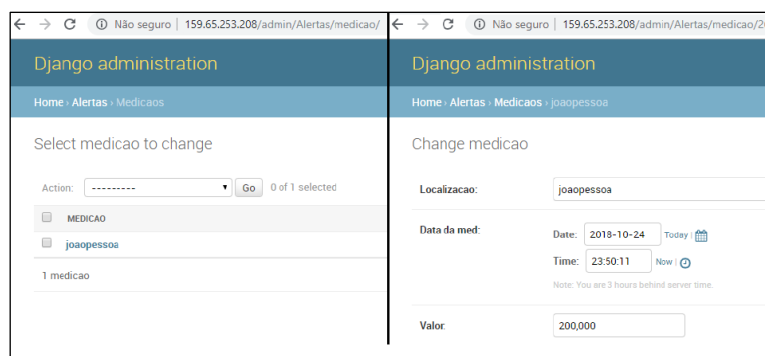 Não seguro | 159.65.253.208/admin/Alertas/medicao/
Django administration
Home › Alertas › Medicaos
Select medicao to change
Action: --------- Go 0 of 1 selected
MEDICAO
joaopessoa
1 medicao
Não seguro | 159.65.253.208/admin/Alertas/medicao/2
Django administration
Home › Alertas › Medicaos › joaopessoa
Change medicao
Localizacao: joaopessoa
Data da med: Date: 2018-10-24 Today |
Time: 23:50:11 Now |
Note: You are 3 hours behind server time.
Valor: 200,000